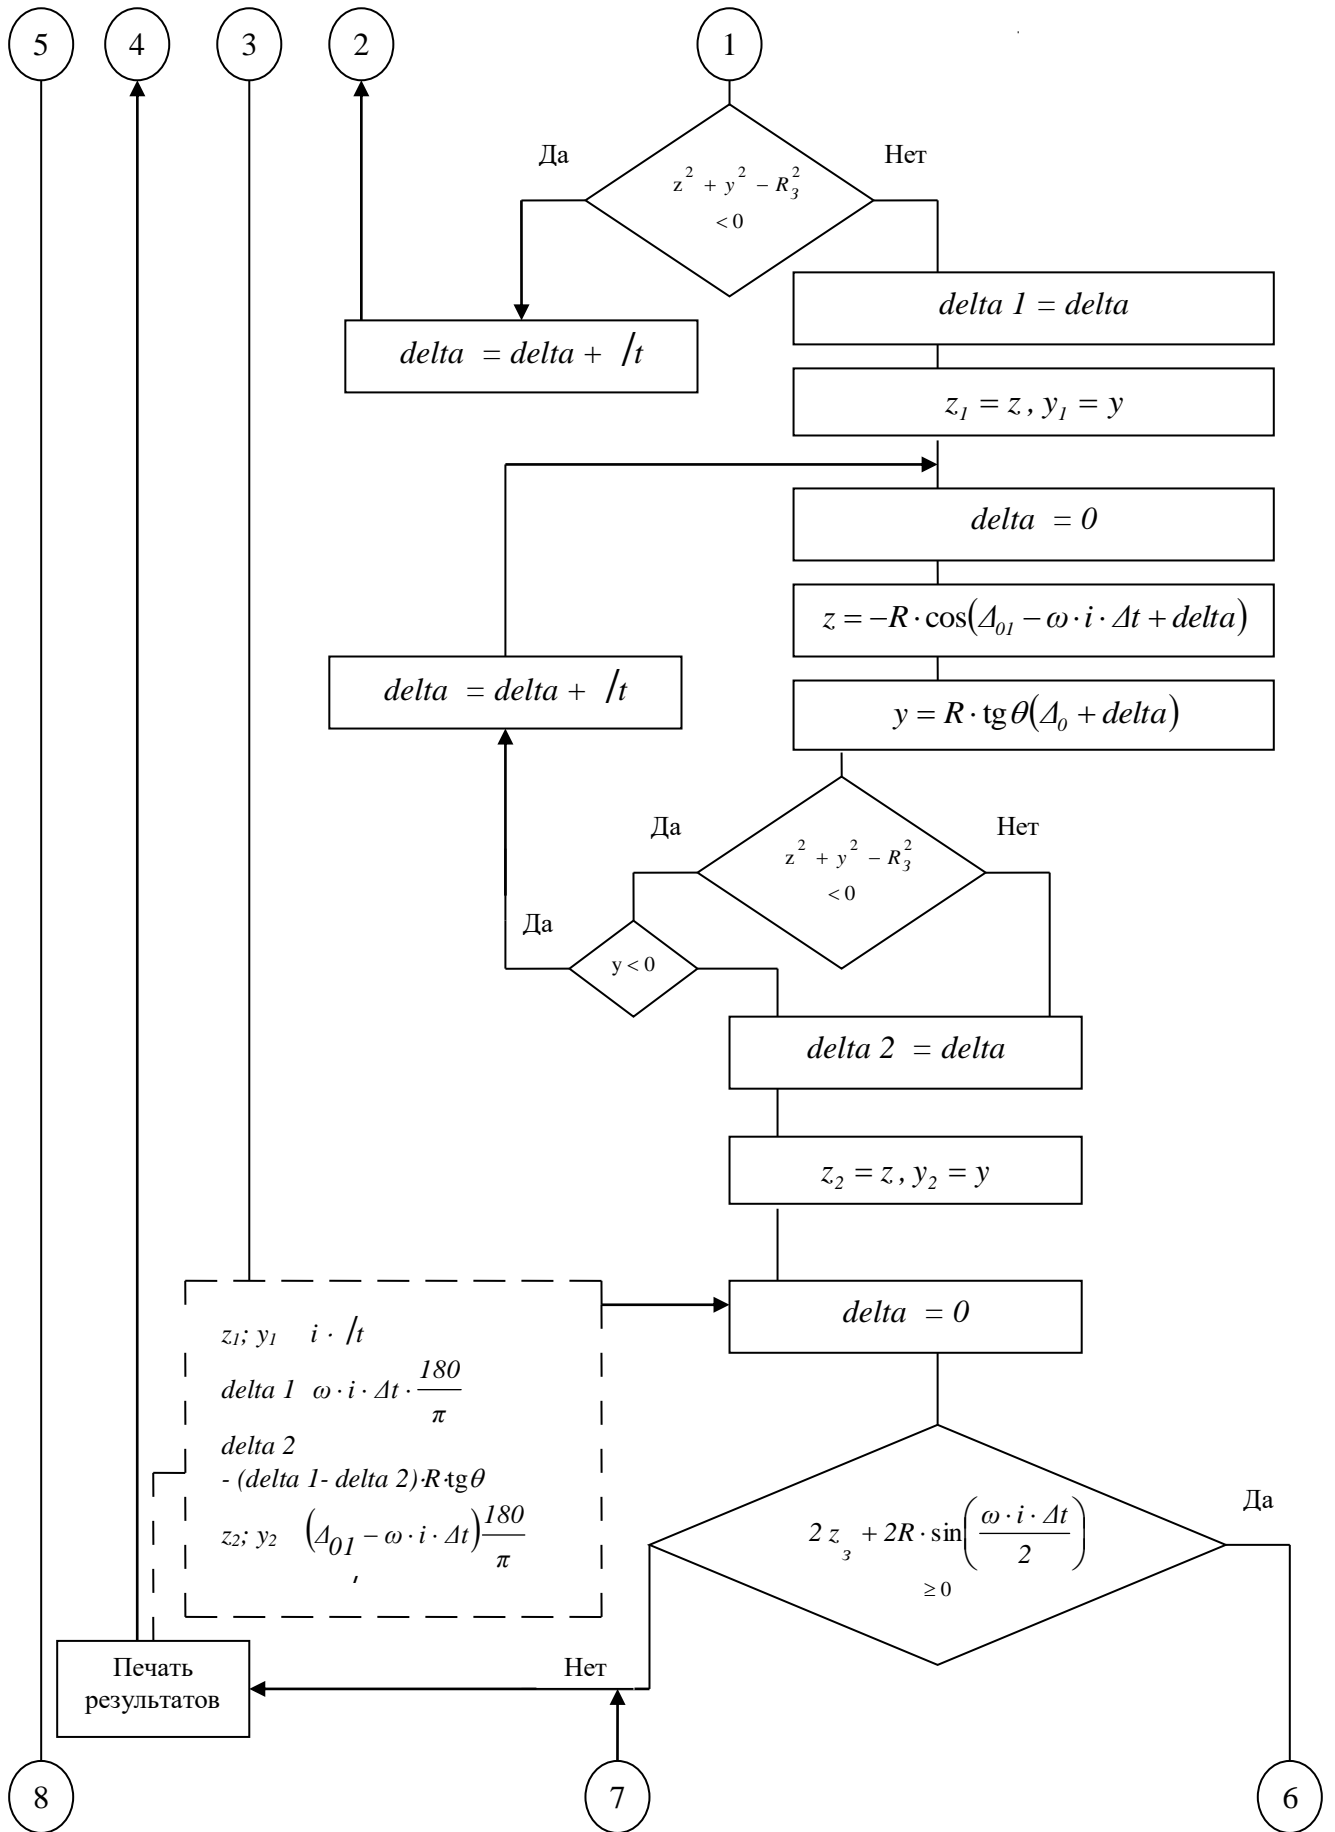 5 4 3 2 1
Да
Нет
z² + y² − R_З²
< 0
delta 1 = delta
delta = delta + /t
z₁ = z , y₁ = y
delta = 0
z = −R · cos(Δ₀₁ − ω · i · Δt + delta)
delta = delta + /t
y = R · tg θ(Δ₀ + delta)
Да
Нет
z² + y² − R_З²
< 0
Да
y < 0
delta 2 = delta
z₂ = z , y₂ = y
delta = 0
z₁; y₁ i · /t
delta 1 ω · i · Δt · 180/π
delta 2
- (delta 1- delta 2)·R·tgθ
z₂; y₂ (Δ₀₁ − ω · i · Δt) 180/π
Да
2 z_з + 2R · sin(ω · i · Δt / 2)
≥ 0
Нет
Печать
результатов
8 7 6